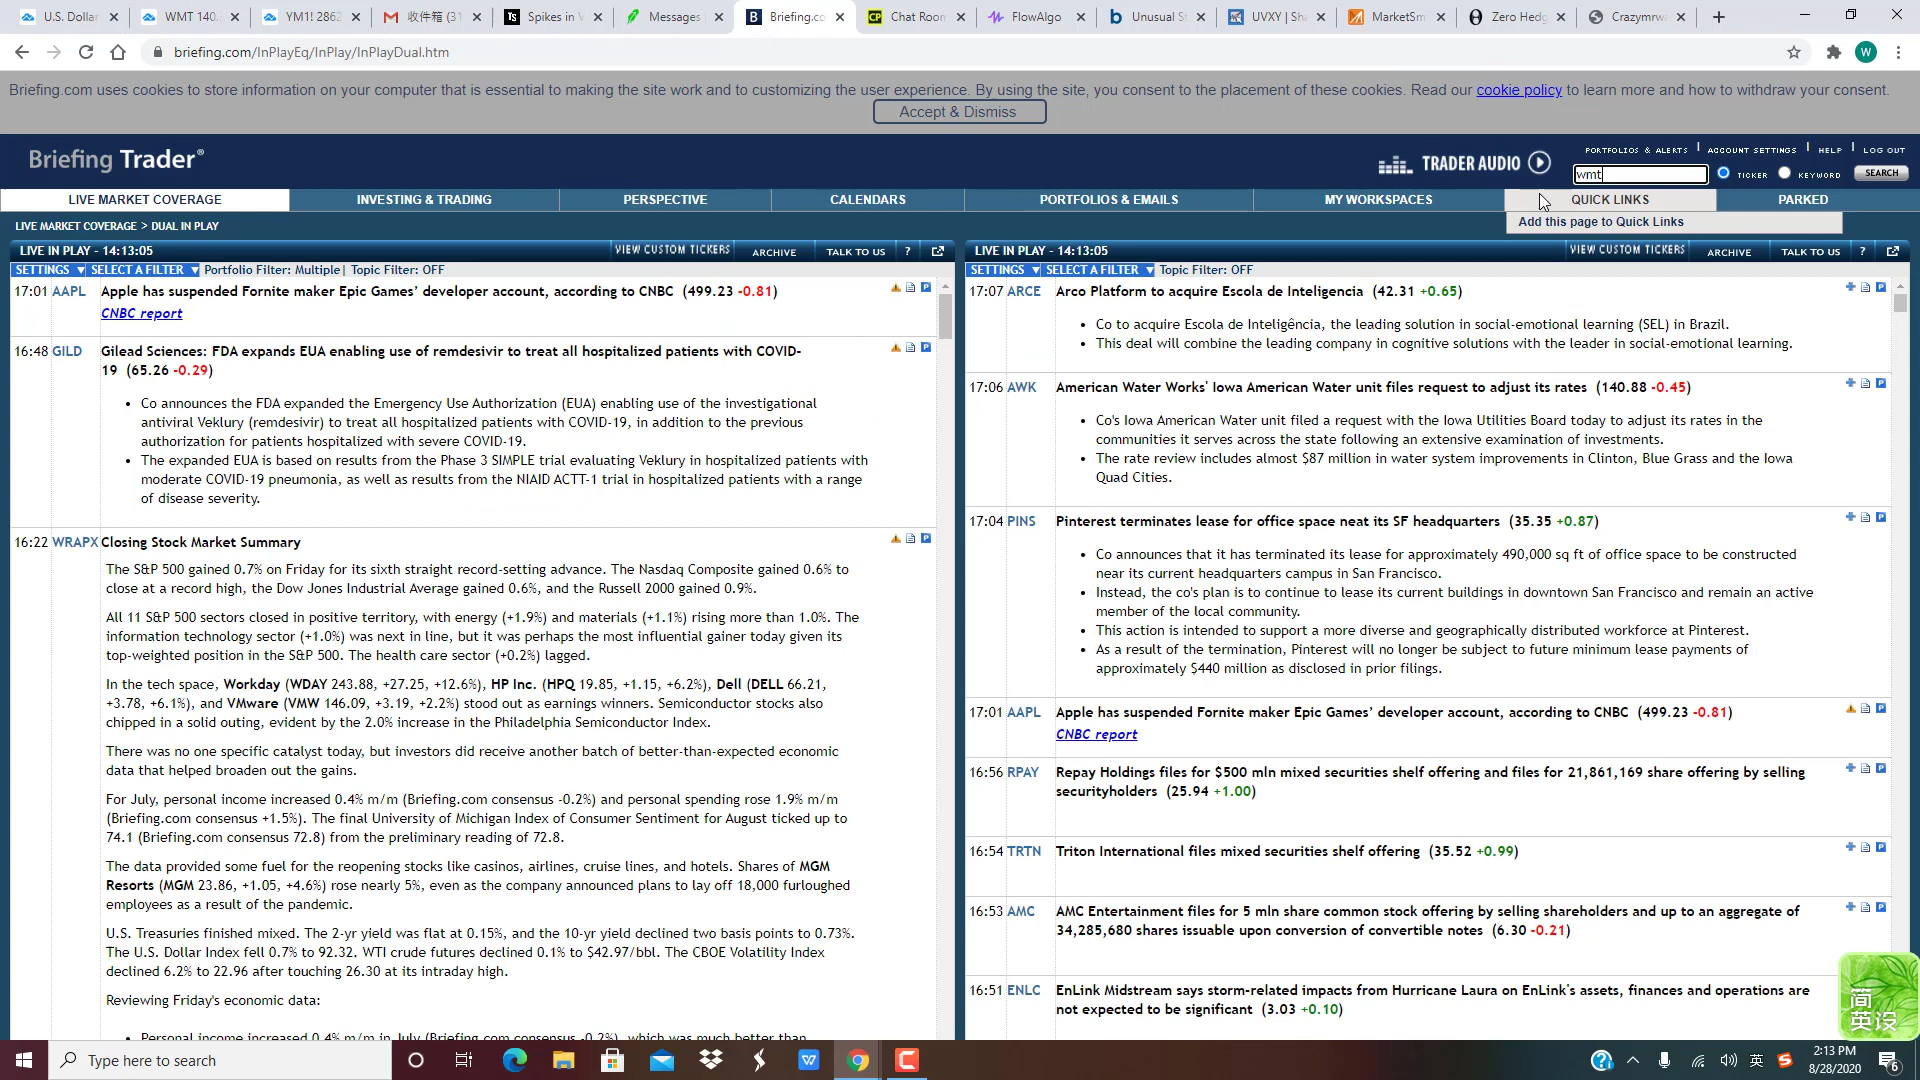 U.S. Dollar
WMT 140.
YM1! 2862
收件箱 (31
Spikes in V
Messages
Briefing.co
Chat Roon
FlowAlgo
Unusual S
UVXY | Sha
MarketSm
Zero Hedg
Crazymrw
briefing.com/InPlayEq/InPlay/InPlayDual.htm
W
Briefing.com uses cookies to store information on your computer that is essential to making the site work and to customizing the user experience. By using the site, you consent to the placement of these cookies. Read our cookie policy to learn more and how to withdraw your consent.
Accept & Dismiss
Briefing Trader®
TRADER AUDIO
PORTFOLIOS & ALERTS | ACCOUNT SETTINGS | HELP | LOG OUT
wmt
TICKER
KEYWORD
SEARCH
LIVE MARKET COVERAGE
INVESTING & TRADING
PERSPECTIVE
CALENDARS
PORTFOLIOS & EMAILS
MY WORKSPACES
QUICK LINKS
PARKED
Add this page to Quick Links
LIVE MARKET COVERAGE > DUAL IN PLAY
LIVE IN PLAY - 14:13:05
VIEW CUSTOM TICKERS
ARCHIVE
TALK TO US
?
SETTINGS ▼ SELECT A FILTER ▼ Portfolio Filter: Multiple| Topic Filter: OFF
17:01 AAPL Apple has suspended Fornite maker Epic Games’ developer account, according to CNBC (499.23 -0.81)
CNBC report
16:48 GILD Gilead Sciences: FDA expands EUA enabling use of remdesivir to treat all hospitalized patients with COVID-
19 (65.26 -0.29)
• Co announces the FDA expanded the Emergency Use Authorization (EUA) enabling use of the investigational
antiviral Veklury (remdesivir) to treat all hospitalized patients with COVID-19, in addition to the previous
authorization for patients hospitalized with severe COVID-19.
• The expanded EUA is based on results from the Phase 3 SIMPLE trial evaluating Veklury in hospitalized patients with
moderate COVID-19 pneumonia, as well as results from the NIAID ACTT-1 trial in hospitalized patients with a range
of disease severity.
16:22 WRAPX Closing Stock Market Summary
The S&P 500 gained 0.7% on Friday for its sixth straight record-setting advance. The Nasdaq Composite gained 0.6% to
close at a record high, the Dow Jones Industrial Average gained 0.6%, and the Russell 2000 gained 0.9%.
All 11 S&P 500 sectors closed in positive territory, with energy (+1.9%) and materials (+1.1%) rising more than 1.0%. The
information technology sector (+1.0%) was next in line, but it was perhaps the most influential gainer today given its
top-weighted position in the S&P 500. The health care sector (+0.2%) lagged.
In the tech space, Workday (WDAY 243.88, +27.25, +12.6%), HP Inc. (HPQ 19.85, +1.15, +6.2%), Dell (DELL 66.21,
+3.78, +6.1%), and VMware (VMW 146.09, +3.19, +2.2%) stood out as earnings winners. Semiconductor stocks also
chipped in a solid outing, evident by the 2.0% increase in the Philadelphia Semiconductor Index.
There was no one specific catalyst today, but investors did receive another batch of better-than-expected economic
data that helped broaden out the gains.
For July, personal income increased 0.4% m/m (Briefing.com consensus -0.2%) and personal spending rose 1.9% m/m
(Briefing.com consensus +1.5%). The final University of Michigan Index of Consumer Sentiment for August ticked up to
74.1 (Briefing.com consensus 72.8) from the preliminary reading of 72.8.
The data provided some fuel for the reopening stocks like casinos, airlines, cruise lines, and hotels. Shares of MGM
Resorts (MGM 23.86, +1.05, +4.6%) rose nearly 5%, even as the company announced plans to lay off 18,000 furloughed
employees as a result of the pandemic.
U.S. Treasuries finished mixed. The 2-yr yield was flat at 0.15%, and the 10-yr yield declined two basis points to 0.73%.
The U.S. Dollar Index fell 0.7% to 92.32. WTI crude futures declined 0.1% to $42.97/bbl. The CBOE Volatility Index
declined 6.2% to 22.96 after touching 26.30 at its intraday high.
Reviewing Friday's economic data:
• Personal income increased 0.4% m/m in July (Briefing.com consensus -0.2%), which was much better than
LIVE IN PLAY - 14:13:05
VIEW CUSTOM TICKERS
ARCHIVE
TALK TO US
?
SETTINGS ▼ SELECT A FILTER ▼ Topic Filter: OFF
17:07 ARCE Arco Platform to acquire Escola de Inteligencia (42.31 +0.65)
• Co to acquire Escola de Inteligência, the leading solution in social-emotional learning (SEL) in Brazil.
• This deal will combine the leading company in cognitive solutions with the leader in social-emotional learning.
17:06 AWK American Water Works' Iowa American Water unit files request to adjust its rates (140.88 -0.45)
• Co's Iowa American Water unit filed a request with the Iowa Utilities Board today to adjust its rates in the
communities it serves across the state following an extensive examination of investments.
• The rate review includes almost $87 million in water system improvements in Clinton, Blue Grass and the Iowa
Quad Cities.
17:04 PINS Pinterest terminates lease for office space neat its SF headquarters (35.35 +0.87)
• Co announces that it has terminated its lease for approximately 490,000 sq ft of office space to be constructed
near its current headquarters campus in San Francisco.
• Instead, the co's plan is to continue to lease its current buildings in downtown San Francisco and remain an active
member of the local community.
• This action is intended to support a more diverse and geographically distributed workforce at Pinterest.
• As a result of the termination, Pinterest will no longer be subject to future minimum lease payments of
approximately $440 million as disclosed in prior filings.
17:01 AAPL Apple has suspended Fornite maker Epic Games’ developer account, according to CNBC (499.23 -0.81)
CNBC report
16:56 RPAY Repay Holdings files for $500 mln mixed securities shelf offering and files for 21,861,169 share offering by selling
securityholders (25.94 +1.00)
16:54 TRTN Triton International files mixed securities shelf offering (35.52 +0.99)
16:53 AMC AMC Entertainment files for 5 mln share common stock offering by selling shareholders and up to an aggregate of
34,285,680 shares issuable upon conversion of convertible notes (6.30 -0.21)
16:51 ENLC EnLink Midstream says storm-related impacts from Hurricane Laura on EnLink's assets, finances and operations are
not expected to be significant (3.03 +0.10)
简
英设
Type here to search
英
2:13 PM
8/28/2020
6